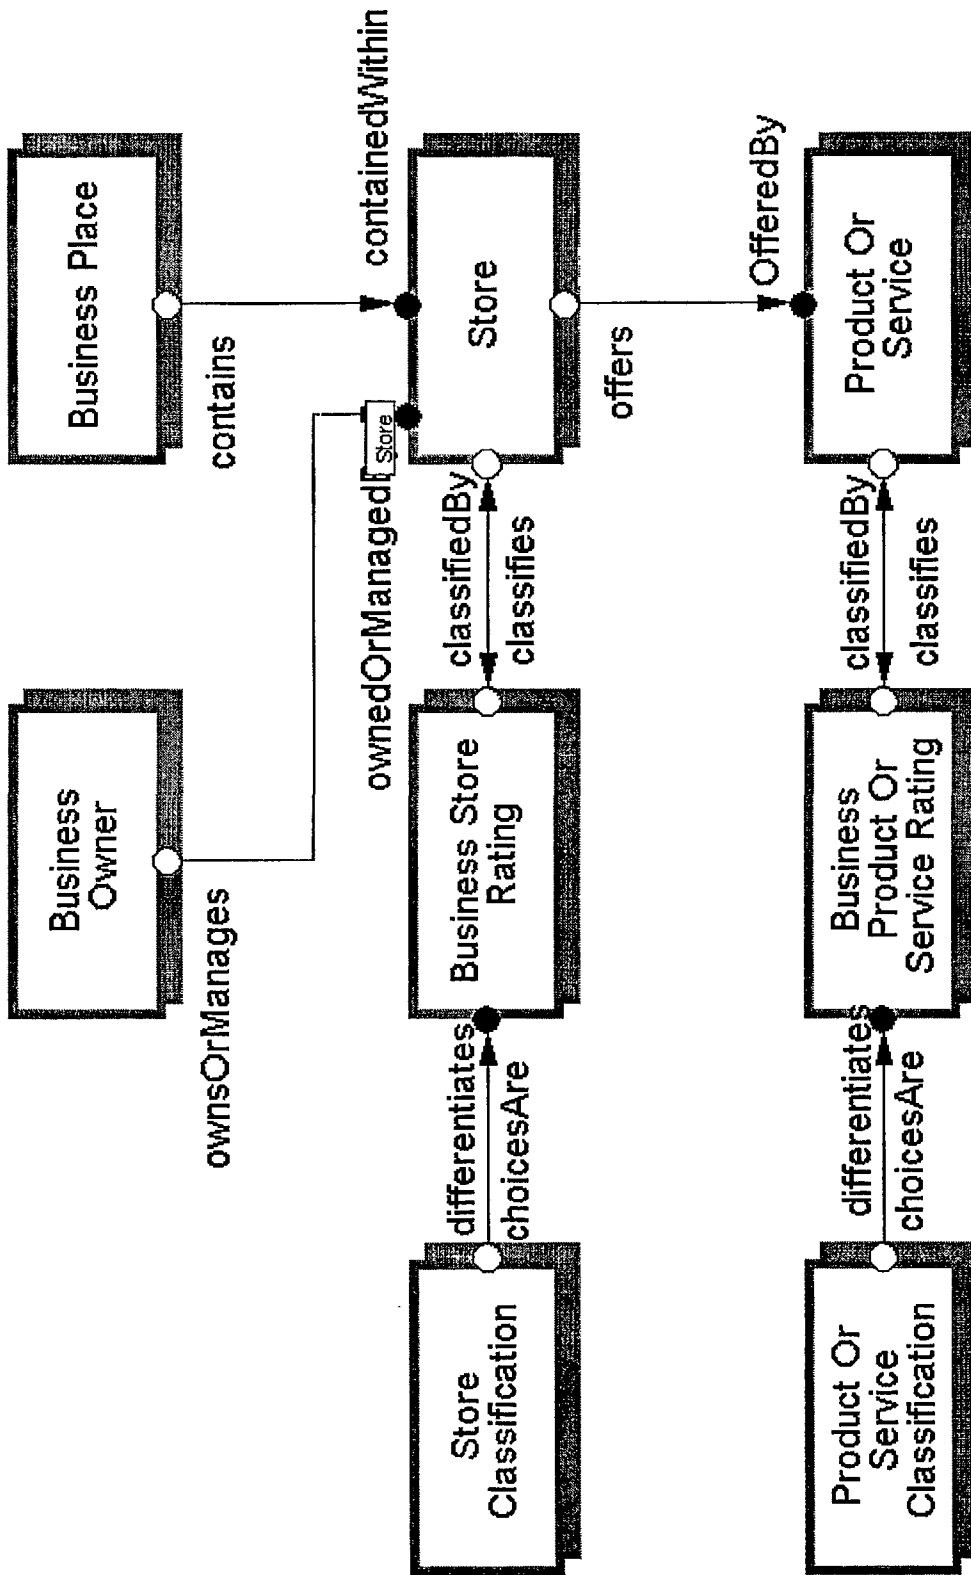 Business
Owner
Business Place
ownsOrManages
contains
ownedOrManaged
Store
containedWithin
Store
Classification
differentiates
choicesAre
Business Store
Rating
classifiedBy
classifies
Store
offers
OfferedBy
Product Or
Service
Classification
differentiates
choicesAre
Business
Product Or
Service Rating
classifiedBy
classifies
Product Or
Service